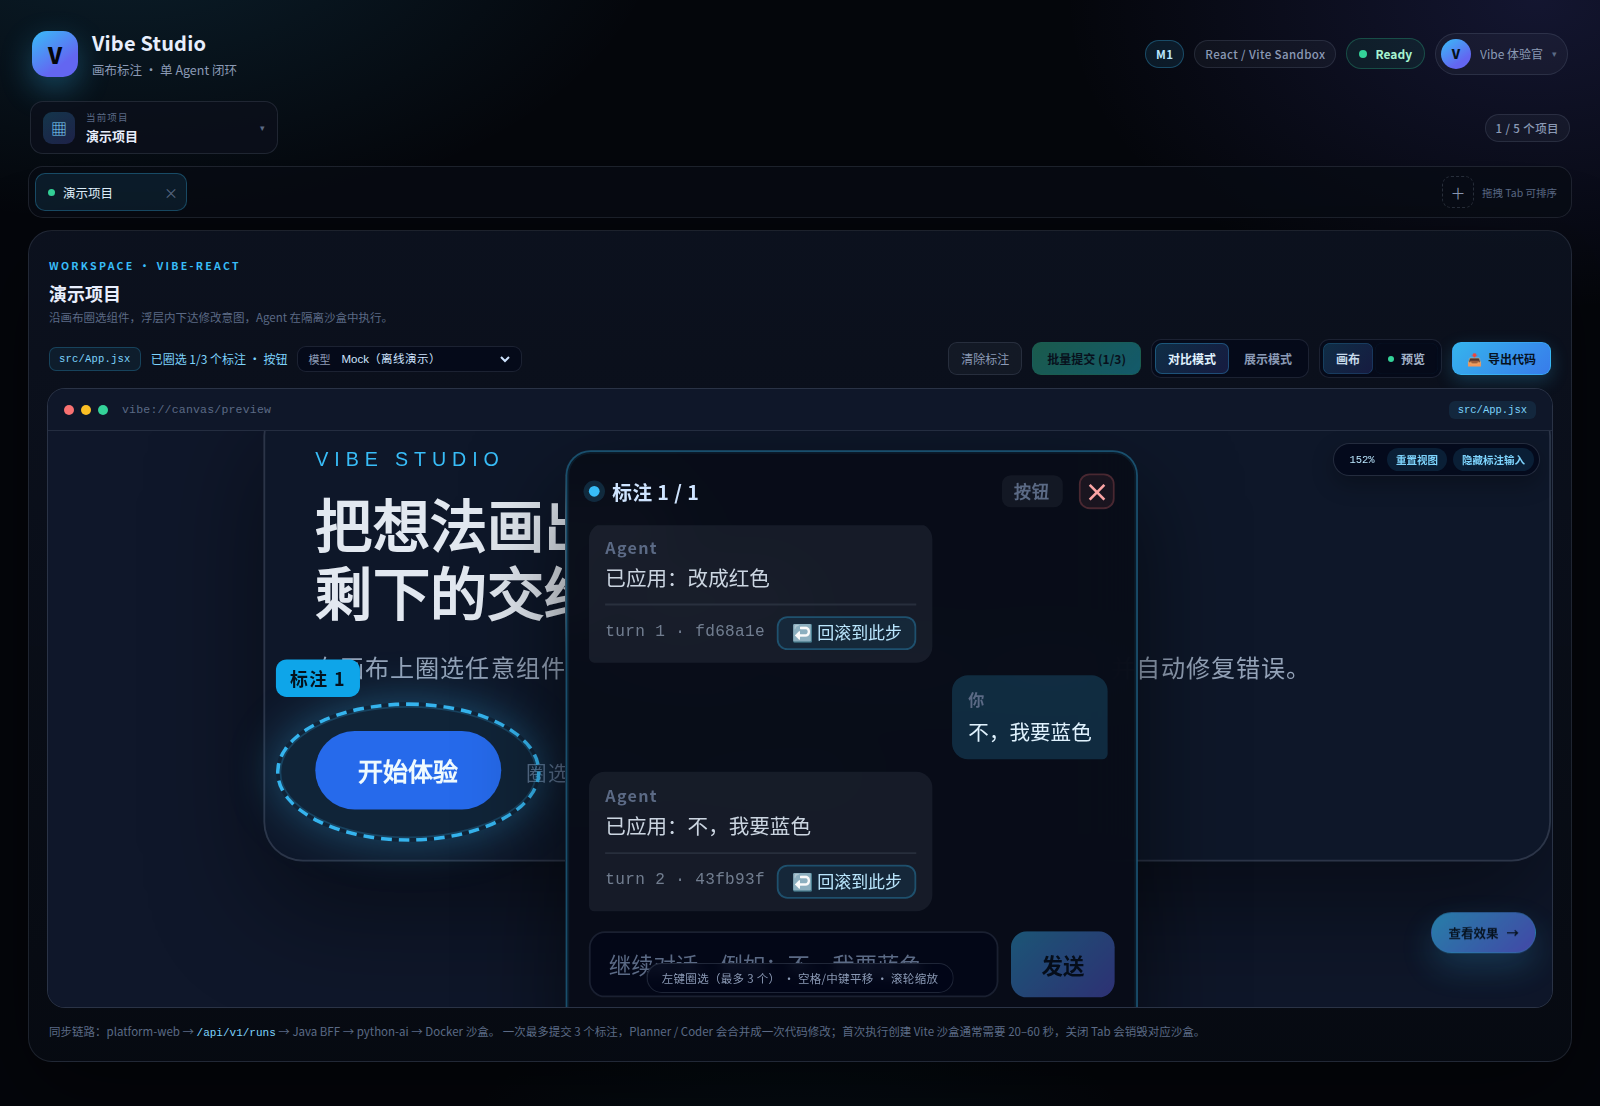 V
Vibe Studio
画布标注 · 单 Agent 闭环
M1
React / Vite Sandbox
Ready
V
Vibe 体验官
当前项目
演示项目
1 / 5 个项目
演示项目
拖拽 Tab 可排序
WORKSPACE · VIBE-REACT
演示项目
沿画布圈选组件，浮层内下达修改意图，Agent 在隔离沙盒中执行。
src/App.jsx
已圈选 1/3 个标注 · 按钮
模型
Mock（离线演示）
清除标注
批量提交 (1/3)
对比模式
展示模式
画布
预览
导出代码
vibe://canvas/preview
src/App.jsx
152%
重置视图
隐藏标注输入
VIBE STUDIO
把想法画
剩下的交
画布上圈选任意组件
自动修复错误。
标注 1
开始体验
圈选
标注 1 / 1
按钮
Agent
已应用：改成红色
turn 1 · fd68a1e
回滚到此步
你
不，我要蓝色
Agent
已应用：不，我要蓝色
turn 2 · 43fb93f
回滚到此步
继续对话，例如：不，我要蓝色
发送
左键圈选（最多 3 个） · 空格/中键平移 · 滚轮缩放
查看效果 →
同步链路：platform-web → /api/v1/runs → Java BFF → python-ai → Docker 沙盒。 一次最多提交 3 个标注，Planner / Coder 会合并成一次代码修改；首次执行创建 Vite 沙盒通常需要 20–60 秒，关闭 Tab 会销毁对应沙盒。